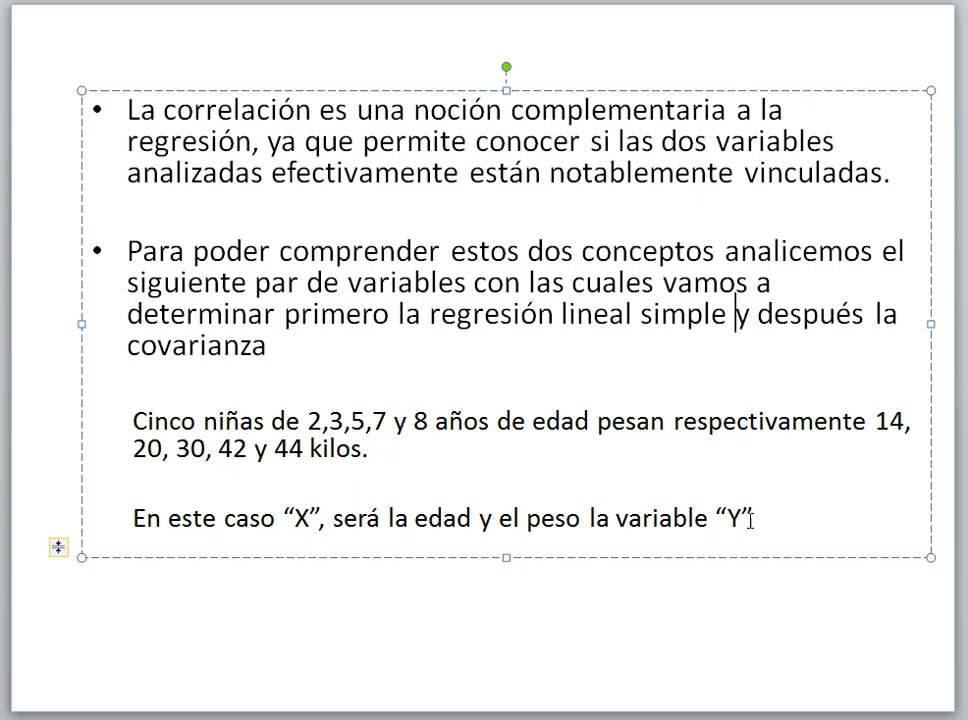 • La correlación es una noción complementaria a la
regresión, ya que permite conocer si las dos variables
analizadas efectivamente están notablemente vinculadas.
• Para poder comprender estos dos conceptos analicemos el
siguiente par de variables con las cuales vamos a
determinar primero la regresión lineal simple y después la
covarianza
Cinco niñas de 2,3,5,7 y 8 años de edad pesan respectivamente 14,
20, 30, 42 y 44 kilos.
En este caso “X”, será la edad y el peso la variable “Y”.